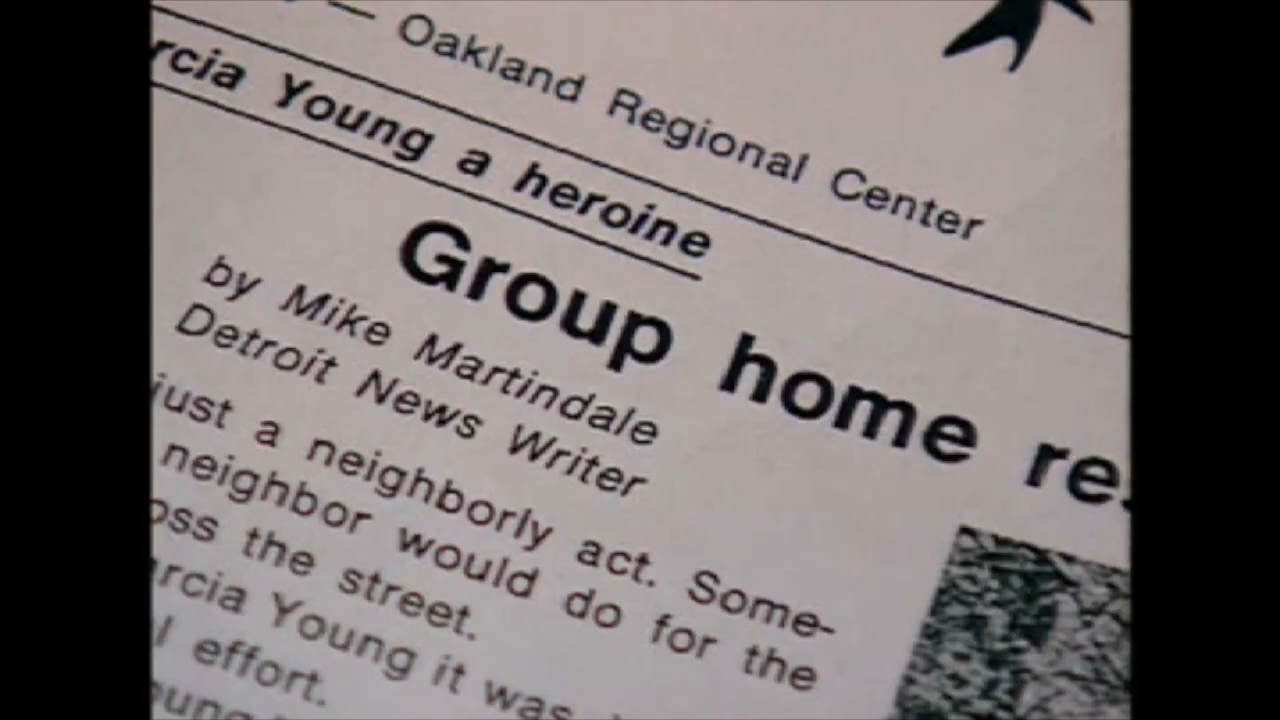 — Oakland Regional Center
rcia Young a heroine
Group home re
by Mike Martindale
Detroit News Writer
just a neighborly act. Some-
neighbor would do for the
oss the street.
rcia Young it was
l effort.